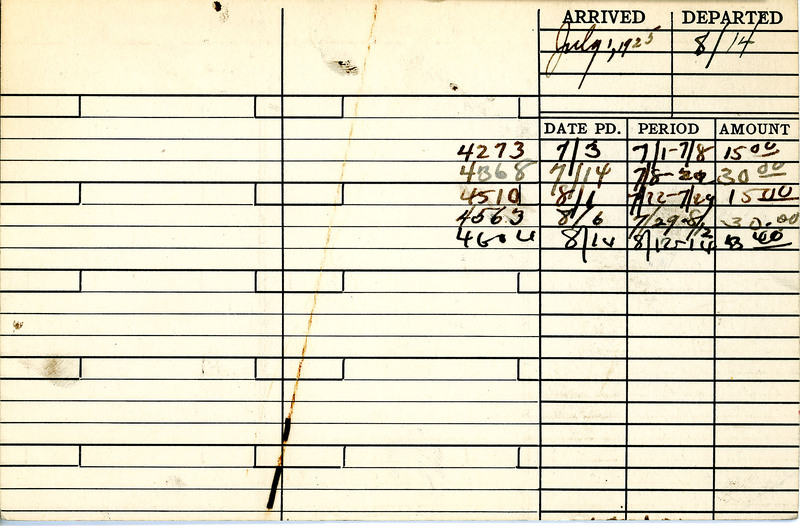 ARRIVED DEPARTED
July 1, 1925 8/14
DATE PD. PERIOD AMOUNT
4273 7/3 7/1-7/8 15 00
4368 7/14 7/8-22 30 00
4510 8/1 7/22-7/29 15 00
4563 8/6 7/29-8/12 30.00
4604 8/14 8/12-14 00